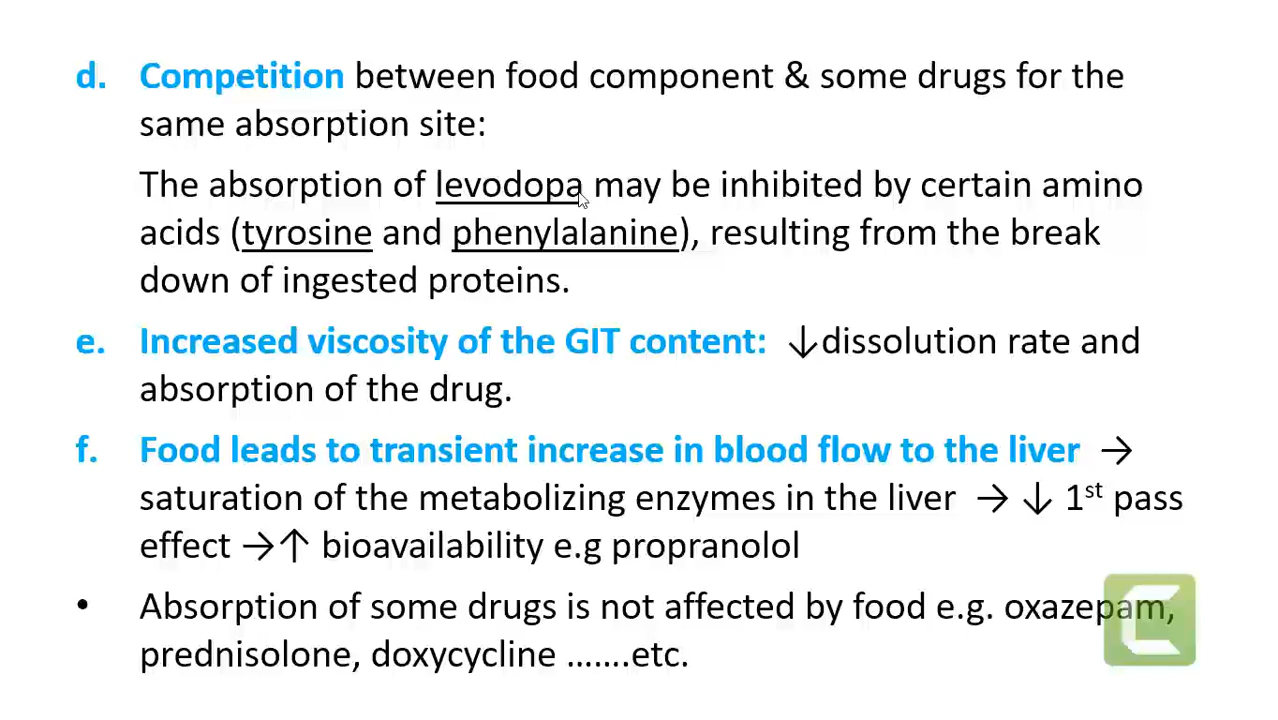 d. Competition between food component & some drugs for the
same absorption site:
The absorption of levodopa may be inhibited by certain amino
acids (tyrosine and phenylalanine), resulting from the break
down of ingested proteins.
e. Increased viscosity of the GIT content: ↓dissolution rate and
absorption of the drug.
f. Food leads to transient increase in blood flow to the liver →
saturation of the metabolizing enzymes in the liver → ↓ 1st pass
effect →↑ bioavailability e.g propranolol
• Absorption of some drugs is not affected by food e.g. oxazepam,
prednisolone, doxycycline …….etc.